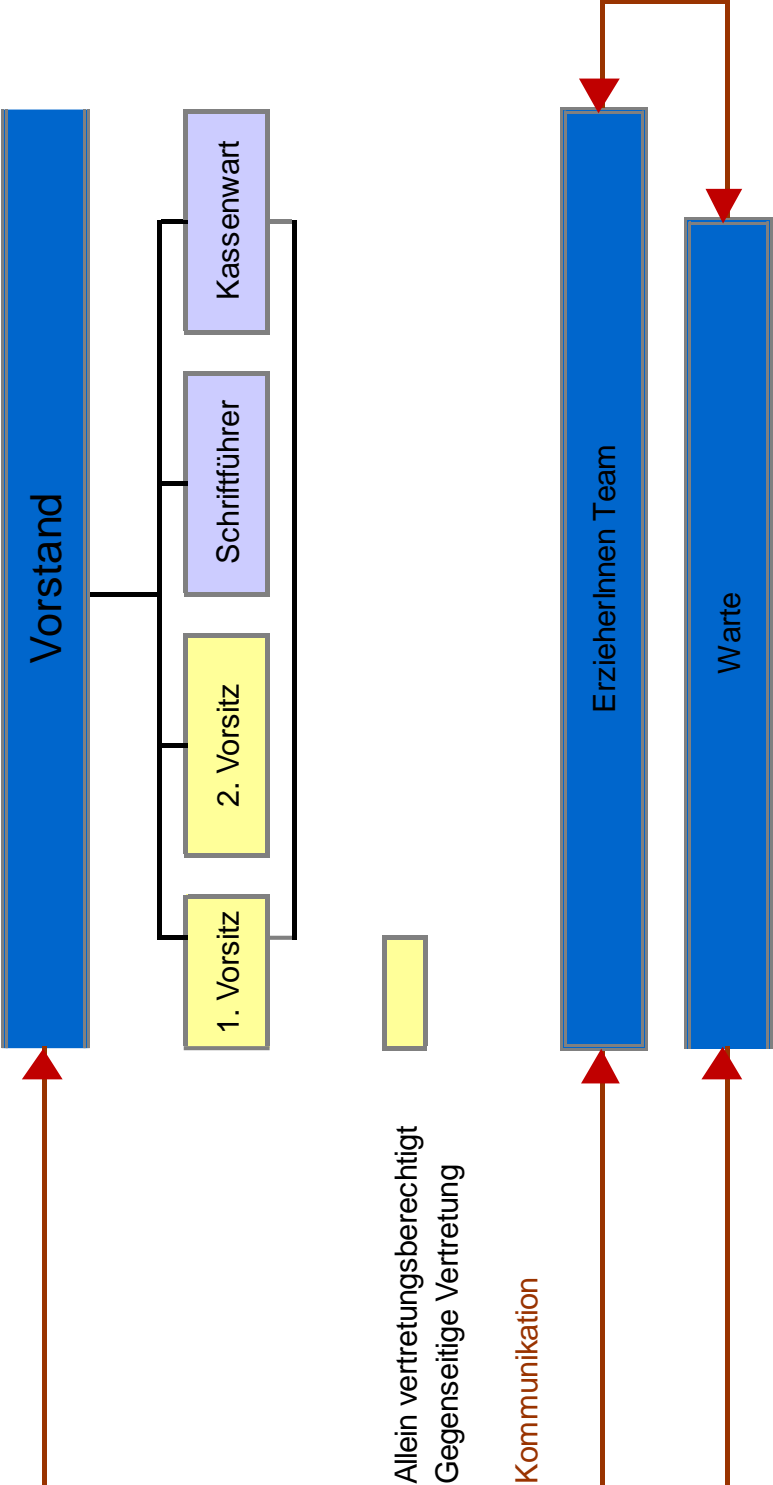 Vorstand
1. Vorsitz
2. Vorsitz
Schriftführer
Kassenwart
Allein vertretungsberechtigt
Gegenseitige Vertretung
Kommunikation
ErzieherInnen Team
Warte